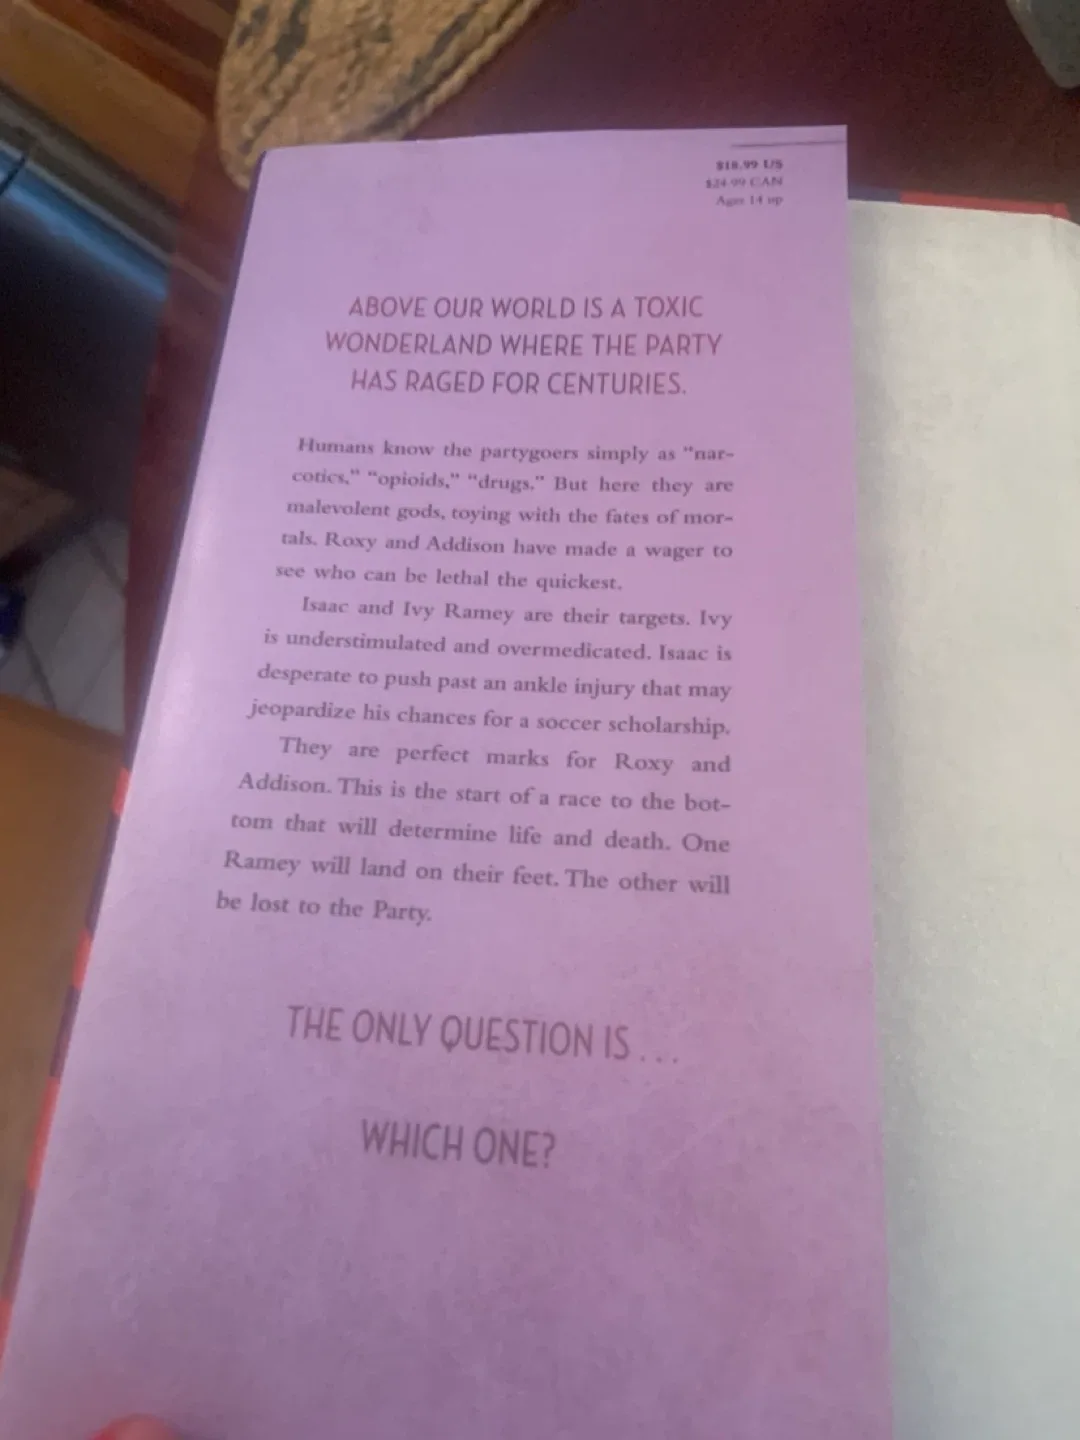 $18.99 US
$24.99 CAN
Ages 14 up
ABOVE OUR WORLD IS A TOXIC
WONDERLAND WHERE THE PARTY
HAS RAGED FOR CENTURIES.
Humans know the partygoers simply as “nar-
cotics,” “opioids,” “drugs.” But here they are
malevolent gods, toying with the fates of mor-
tals. Roxy and Addison have made a wager to
see who can be lethal the quickest.
Isaac and Ivy Ramey are their targets. Ivy
is understimulated and overmedicated. Isaac is
desperate to push past an ankle injury that may
jeopardize his chances for a soccer scholarship.
They are perfect marks for Roxy and
Addison. This is the start of a race to the bot-
tom that will determine life and death. One
Ramey will land on their feet. The other will
be lost to the Party.
THE ONLY QUESTION IS . . .
WHICH ONE?